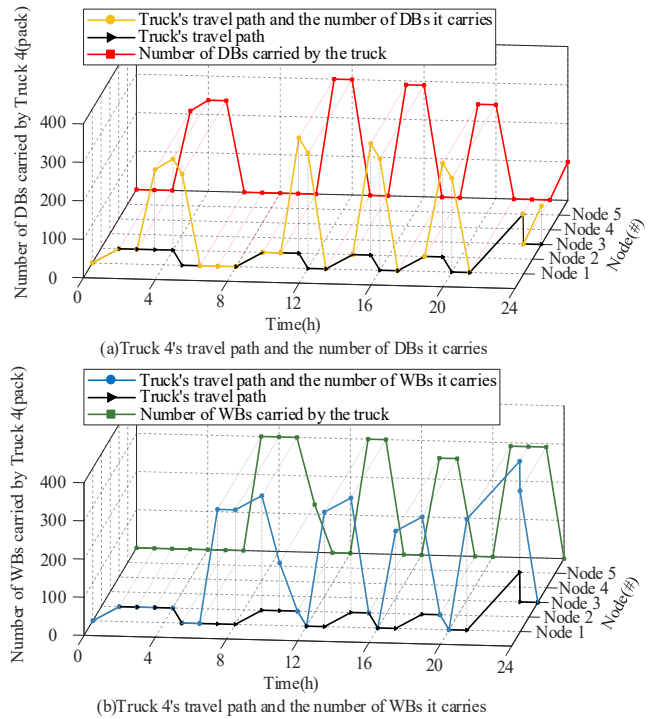 Truck's travel path and the number of DBs it carries
Truck's travel path
Number of DBs carried by the truck
Number of DBs carried by Truck 4(pack)
400
300
200
100
0
0
4
8
12
16
20
24
Time(h)
Node 5
Node 4
Node 3
Node 2
Node 1
Node(#)
(a)Truck 4's travel path and the number of DBs it carries
Truck's travel path and the number of WBs it carries
Truck's travel path
Number of WBs carried by the truck
Number of WBs carried by Truck 4(pack)
400
300
200
100
0
0
4
8
12
16
20
24
Time(h)
Node 5
Node 4
Node 3
Node 2
Node 1
Node(#)
(b)Truck 4's travel path and the number of WBs it carries